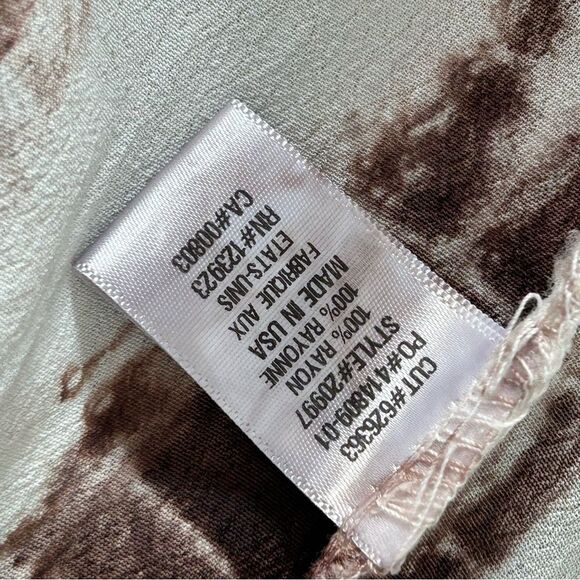 CUT #626363
PO#414809-01
STYLE#20997
100% RAYON
100% RAYONNE
MADE IN USA
FABRIQUE AUX
ETATS-UNIS
RN#123923
CA#00803